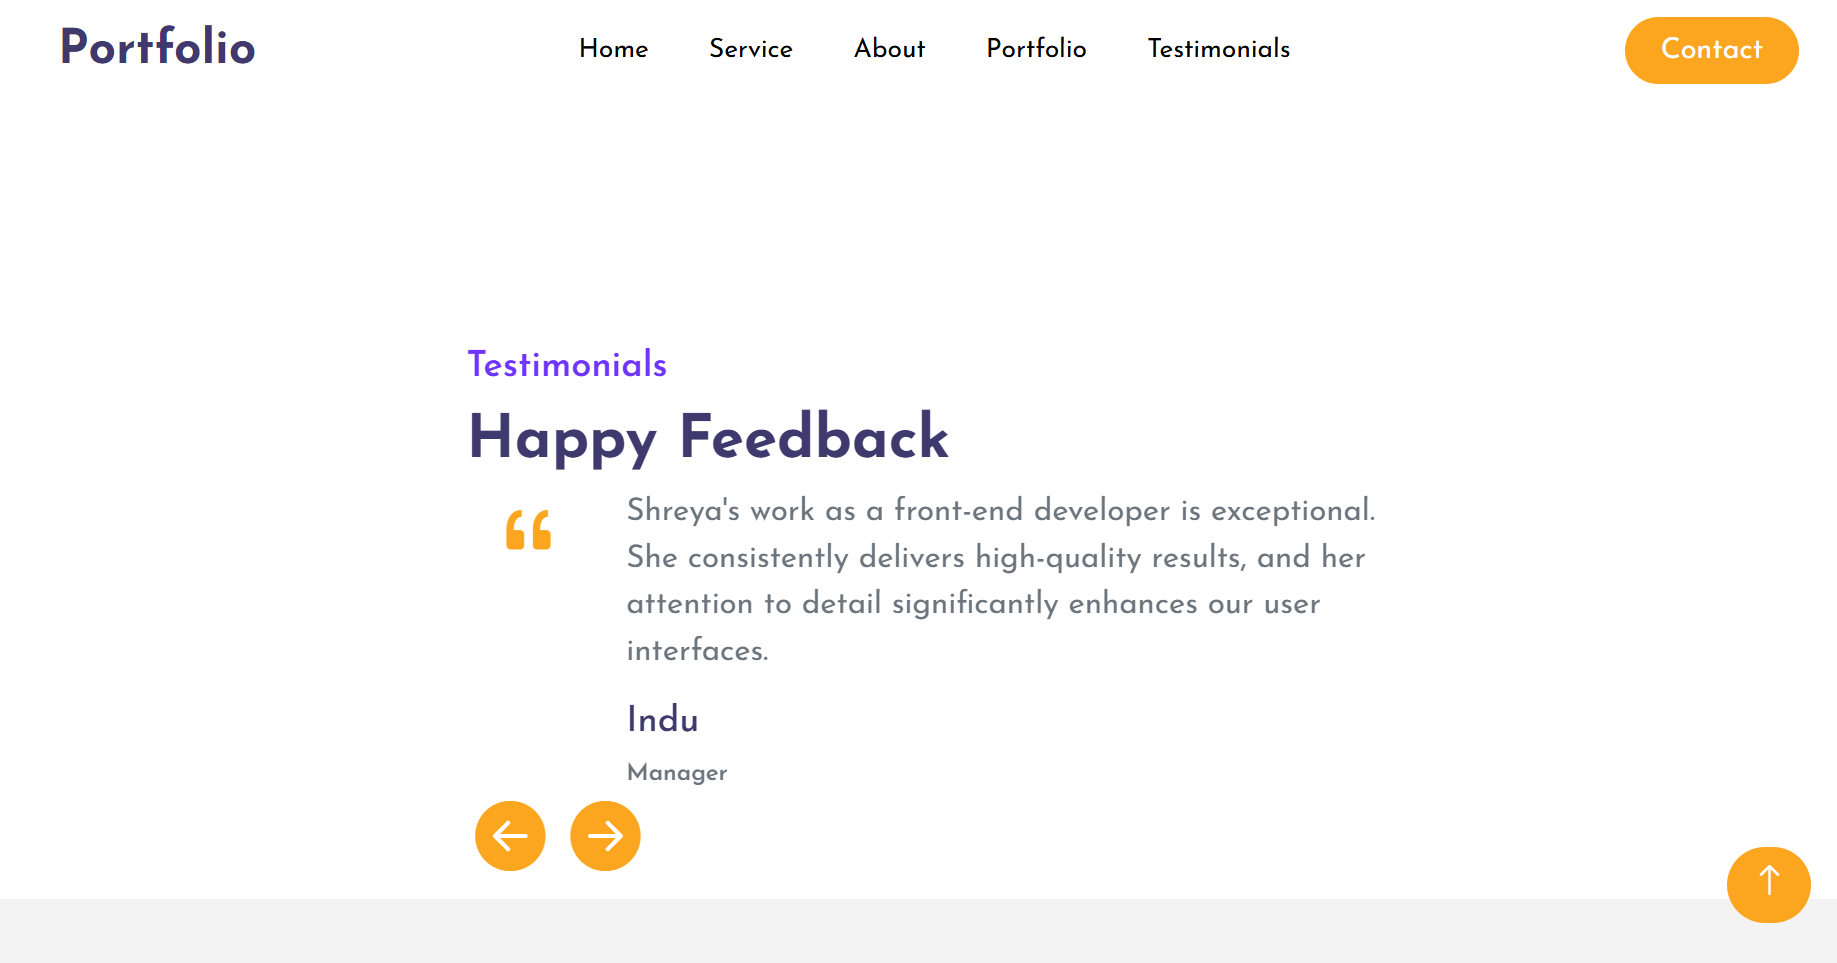 Portfolio
Home
Service
About
Portfolio
Testimonials
Contact
Testimonials
Happy Feedback
Shreya's work as a front-end developer is exceptional.
She consistently delivers high-quality results, and her
attention to detail significantly enhances our user
interfaces.
Indu
Manager